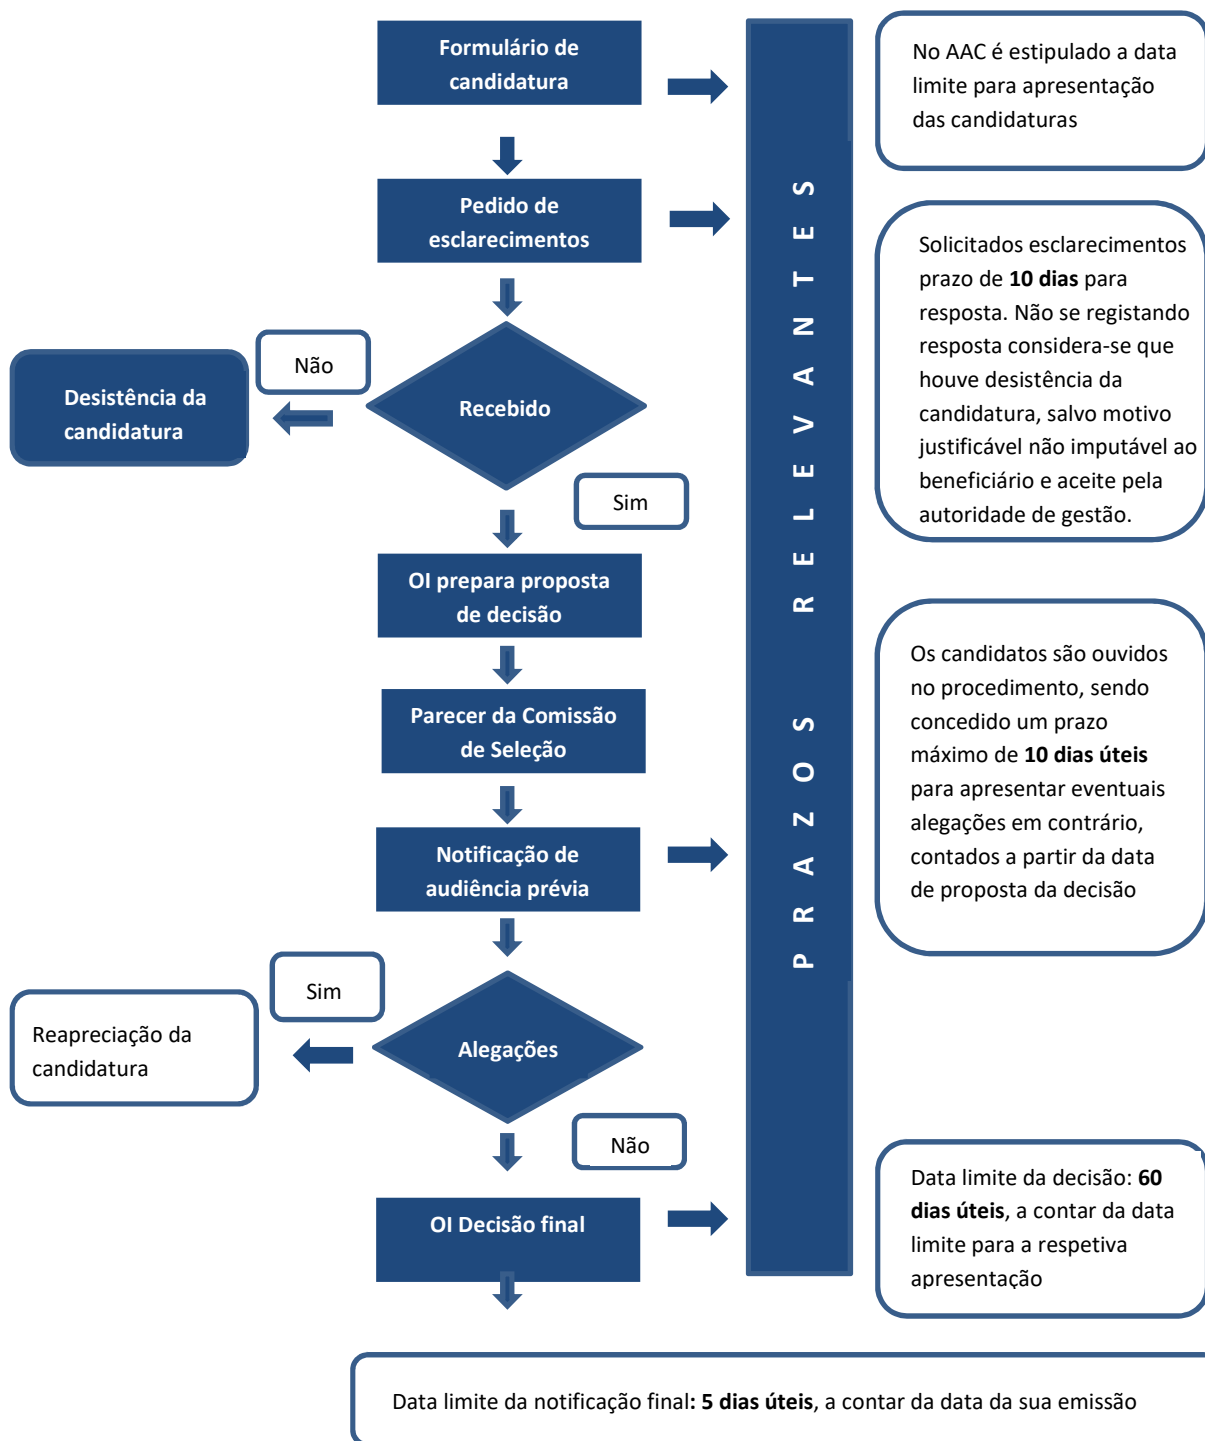 Formulário de
candidatura
No AAC é estipulado a data
limite para apresentação
das candidaturas
Pedido de
esclarecimentos
Solicitados esclarecimentos
prazo de 10 dias para
resposta. Não se registando
resposta considera-se que
houve desistência da
candidatura, salvo motivo
justificável não imputável ao
beneficiário e aceite pela
autoridade de gestão.
Não
Desistência da
candidatura
Recebido
Sim
OI prepara proposta
de decisão
Parecer da Comissão
de Seleção
Os candidatos são ouvidos
no procedimento, sendo
concedido um prazo
máximo de 10 dias úteis
para apresentar eventuais
alegações em contrário,
contados a partir da data
de proposta da decisão
Notificação de
audiência prévia
Sim
Reapreciação da
candidatura
Alegações
Não
OI Decisão final
Data limite da decisão: 60
dias úteis, a contar da data
limite para a respetiva
apresentação
PRAZOS RELEVANTES
Data limite da notificação final: 5 dias úteis, a contar da data da sua emissão